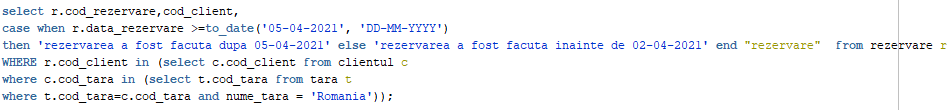 select r.cod_rezervare,cod_client,
case when r.data_rezervare >=to_date('05-04-2021', 'DD-MM-YYYY')
then 'rezervarea a fost facuta dupa 05-04-2021' else 'rezervarea a fost facuta inainte de 02-04-2021' end "rezervare"  from rezervare r
WHERE r.cod_client in (select c.cod_client from clientul c
where c.cod_tara in (select t.cod_tara from tara t
where t.cod_tara=c.cod_tara and nume_tara = 'Romania'));